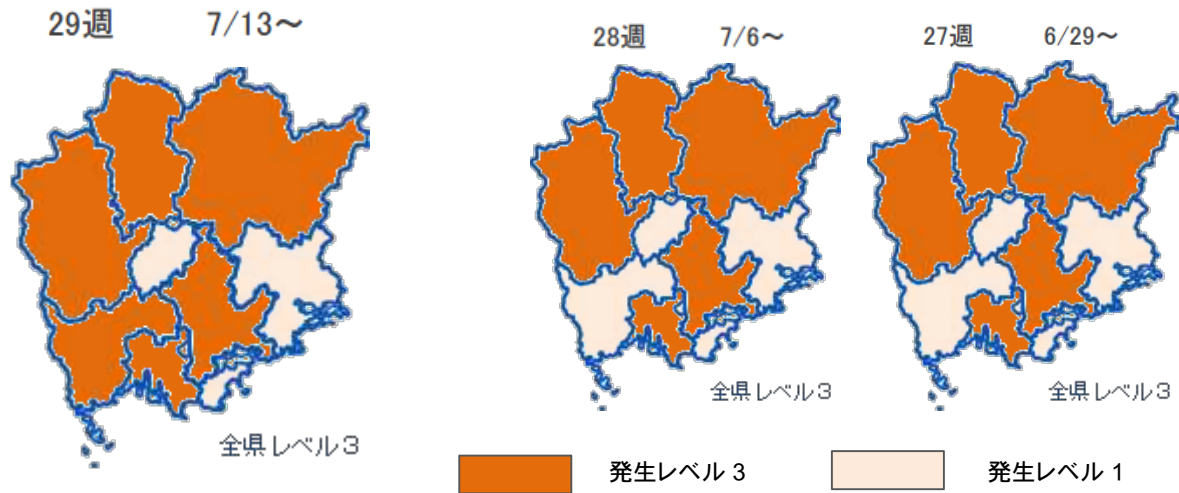 29週 7/13～
28週 7/6～
27週 6/29～
全県レベル3
全県レベル3
全県レベル3
発生レベル 3
発生レベル 1